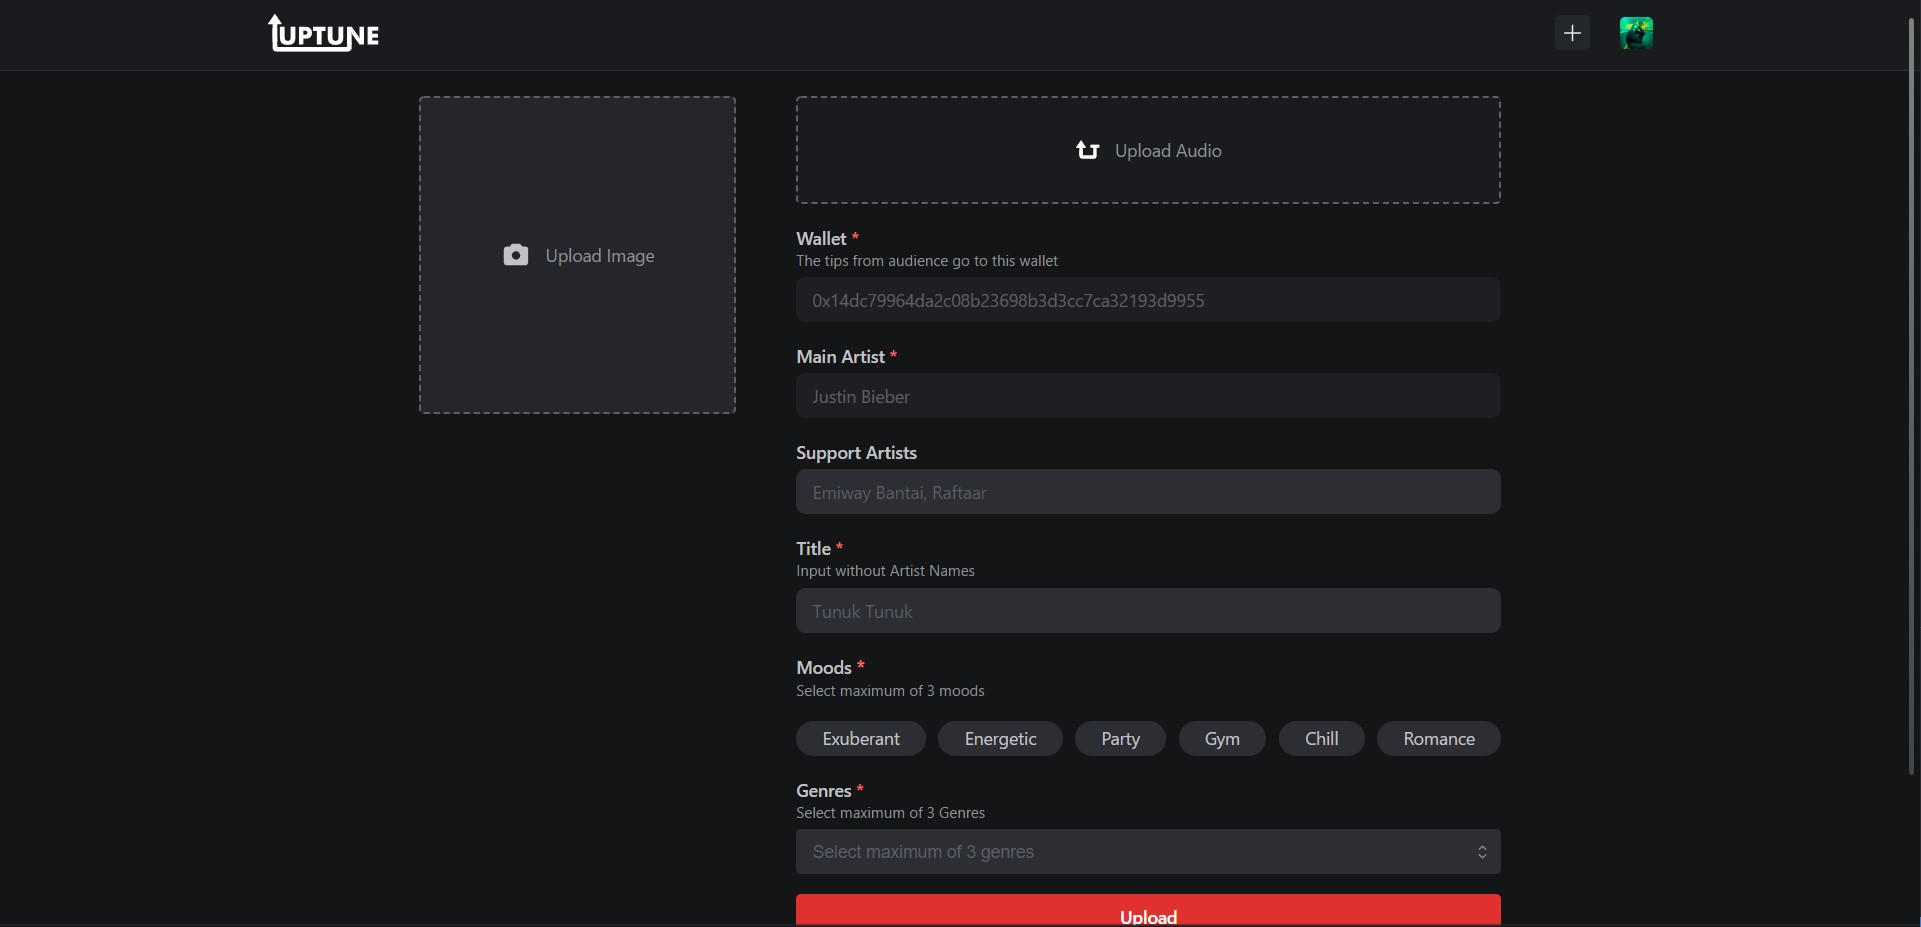 UPTUNE
Upload Image
Upload Audio
Wallet *
The tips from audience go to this wallet
0x14dc79964da2c08b23698b3d3cc7ca32193d9955
Main Artist *
Justin Bieber
Support Artists
Emiway Bantai, Raftaar
Title *
Input without Artist Names
Tunuk Tunuk
Moods *
Select maximum of 3 moods
Exuberant Energetic Party Gym Chill Romance
Genres *
Select maximum of 3 Genres
Select maximum of 3 genres
Upload